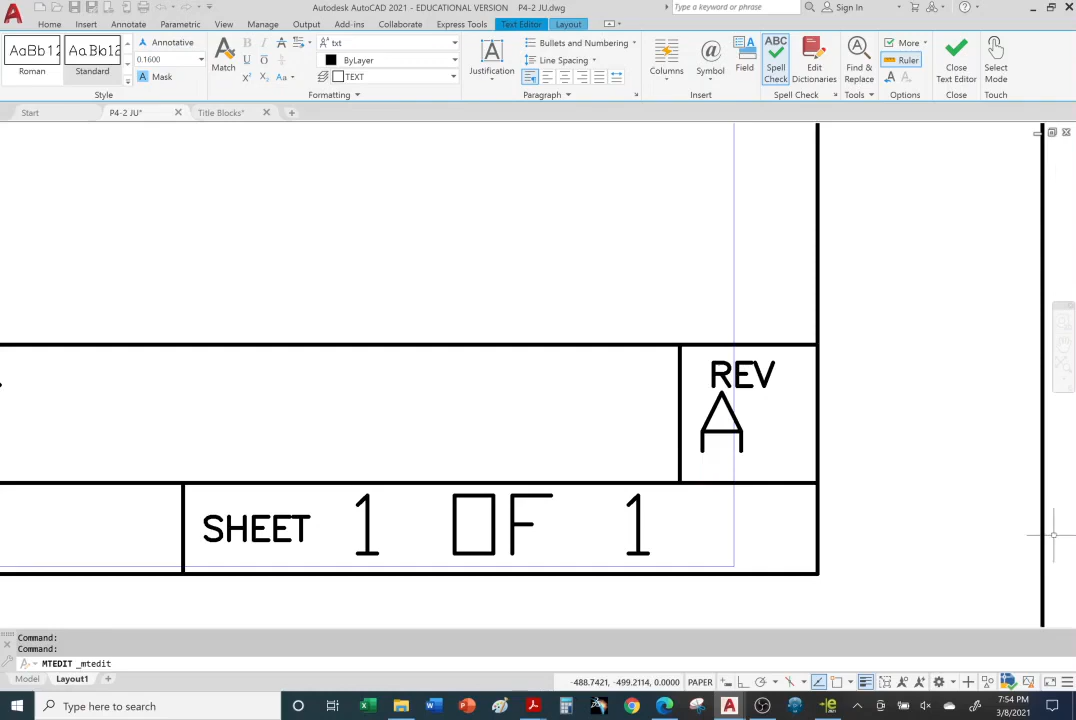 Autodesk AutoCAD 2021 - EDUCATIONAL VERSION P4-2 JU.dwg
Type a keyword or phrase
Sign In
Home Insert Annotate Parametric View Manage Output Add-ins Collaborate Express Tools Text Editor Layout
AaBb12 AaBb12
Roman Standard
Annotative
0.1600
Mask
Style
Match
txt
ByLayer
TEXT
Formatting
Justification
Bullets and Numbering
Line Spacing
Paragraph
Columns Symbol Field
Insert
ABC
Spell Check
Edit Dictionaries
Spell Check
Find & Replace
Tools
More
Ruler
Options
Close Text Editor
Close
Select Mode
Touch
Start P4-2 JU* Title Blocks*
REV
A
SHEET 1 OF 1
Command:
Command:
MTEDIT _mtedit
Model Layout1
-488.7421, -499.2114, 0.0000 PAPER
Type here to search
7:54 PM
3/8/2021